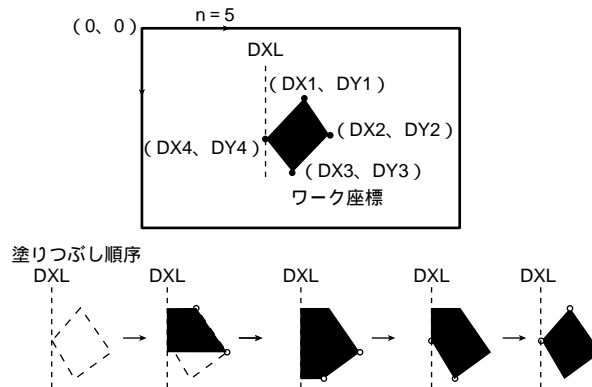 (0、0)
n = 5
DXL
(DX1、DY1)
(DX2、DY2)
(DX4、DY4)
(DX3、DY3)
ワーク座標
塗りつぶし順序
DXL DXL DXL DXL DXL